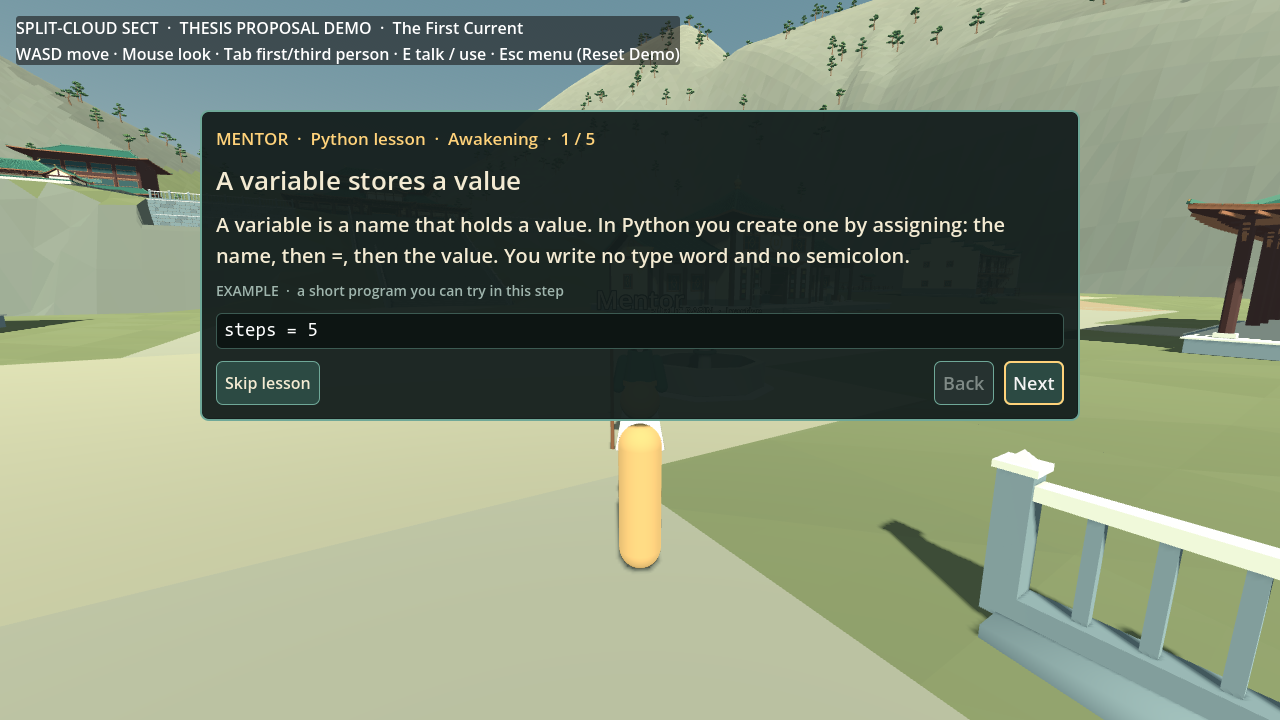 SPLIT-CLOUD SECT · THESIS PROPOSAL DEMO · The First Current
WASD move · Mouse look · Tab first/third person · E talk / use · Esc menu (Reset Demo)
MENTOR · Python lesson · Awakening · 1 / 5
A variable stores a value
A variable is a name that holds a value. In Python you create one by assigning: the
name, then =, then the value. You write no type word and no semicolon.
EXAMPLE · a short program you can try in this step
Mentor
steps = 5
Skip lesson
Back
Next